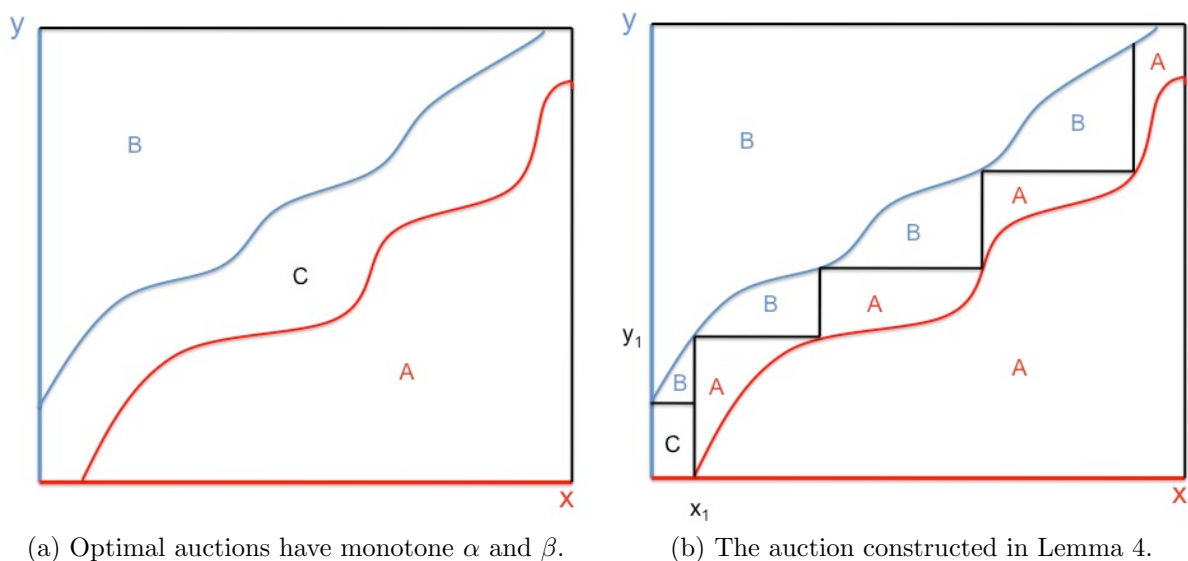 y
B
C
A
x
(a) Optimal auctions have monotone α and β.
y
A
B
B
A
B
B
A
y₁
B
A
A
C
x
x₁
(b) The auction constructed in Lemma 4.